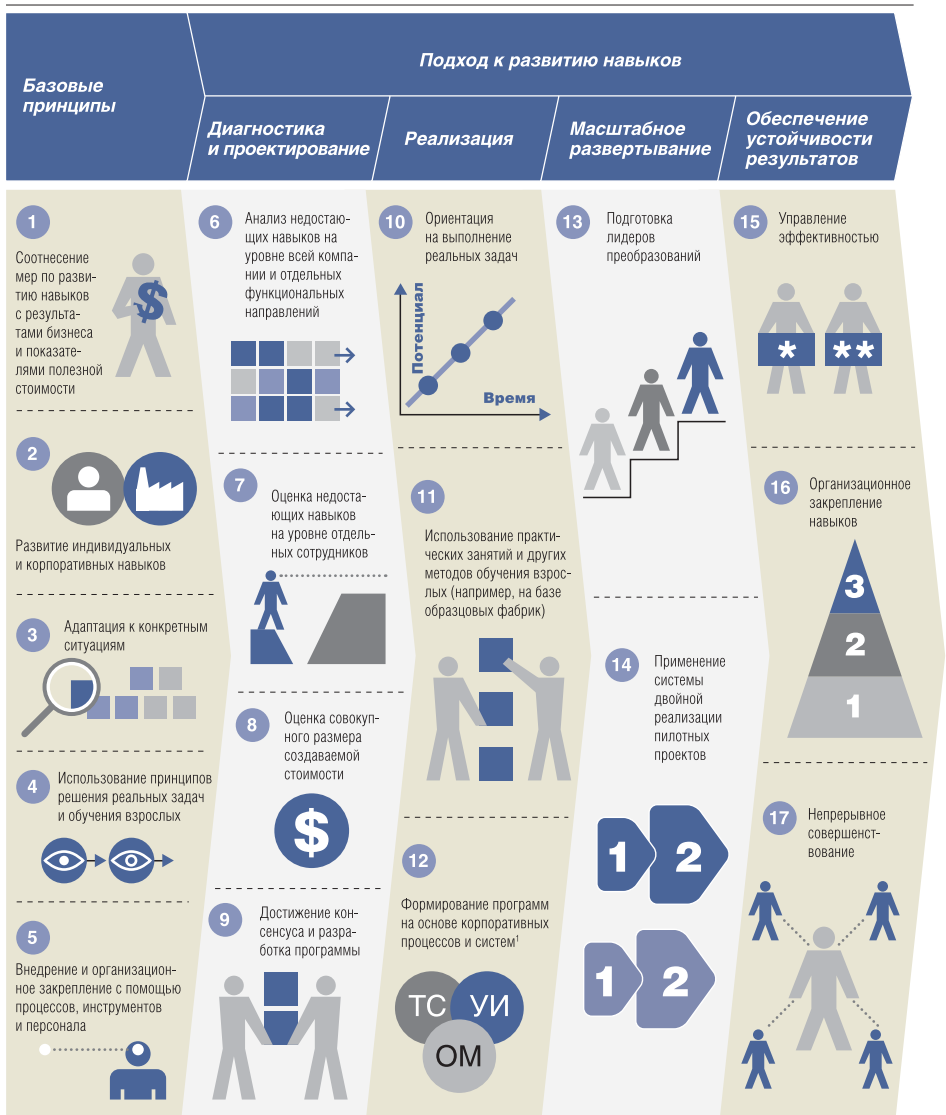 Базовые
принципы
Подход к развитию навыков
Диагностика
и проектирование
Реализация
Масштабное
развертывание
Обеспечение
устойчивости
результатов
1
Соотнесение
мер по разви-
тию навыков
с результа-
тами бизнеса
и показате-
лями полезной
стоимости
$
2
Развитие индивидуальных
и корпоративных навыков
3
Адаптация к конкретным
ситуациям
4
Использование принципов
решения реальных задач
и обучения взрослых
5
Внедрение и организацион-
ное закрепление с помощью
процессов, инструментов
и персонала
6
Анализ недостаю-
щих навыков на
уровне всей компа-
нии и отдельных
функциональных
направлений
7
Оценка недоста-
ющих навыков
на уровне отдель-
ных сотрудников
8
Оценка совокуп-
ного размера
создаваемой
стоимости
$
9
Достижение кон-
сенсуса и разра-
ботка программы
10
Ориентация
на выполнение
реальных задач
Потенциал
Время
11
Использование практи-
ческих занятий и других
методов обучения взрос-
лых (например, на базе
образцовых фабрик)
12
Формирование программ
на основе корпоративных
процессов и систем¹
ТС
УИ
ОМ
13
Подготовка
лидеров
преобразований
14
Применение
системы
двойной
реализации
пилотных
проектов
1
2
1
2
15
Управление
эффективностью
*
**
16
Организационное
закрепление
навыков
3
2
1
17
Непрерывное
совершенст-
вование